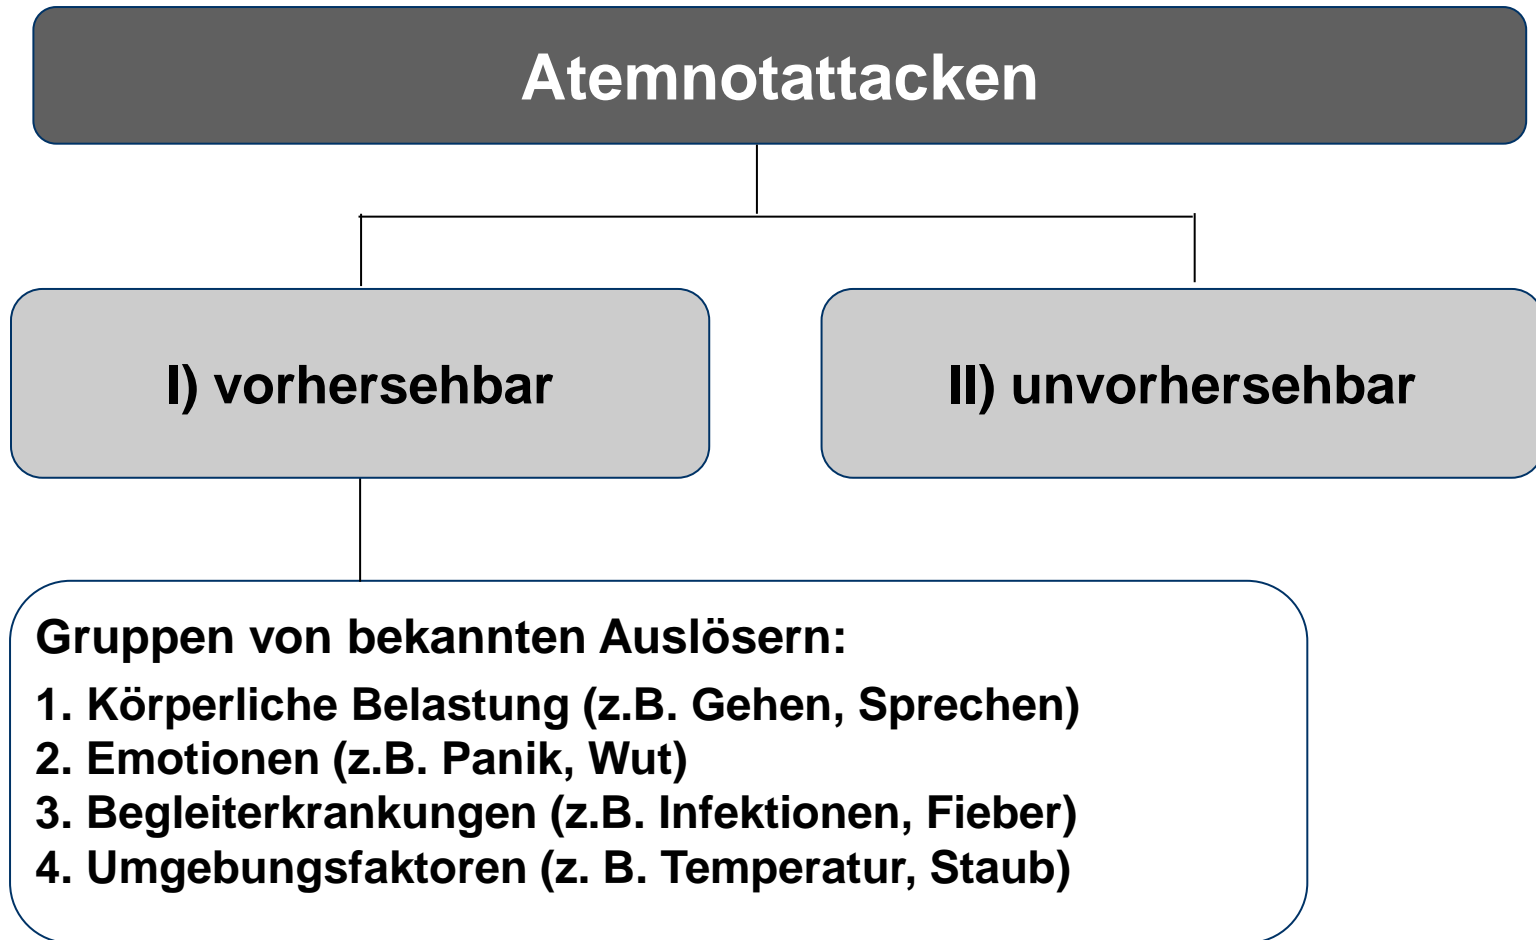 Atemnotattacken
I) vorhersehbar
II) unvorhersehbar
Gruppen von bekannten Auslösern:
1. Körperliche Belastung (z.B. Gehen, Sprechen)
2. Emotionen (z.B. Panik, Wut)
3. Begleiterkrankungen (z.B. Infektionen, Fieber)
4. Umgebungsfaktoren (z. B. Temperatur, Staub)